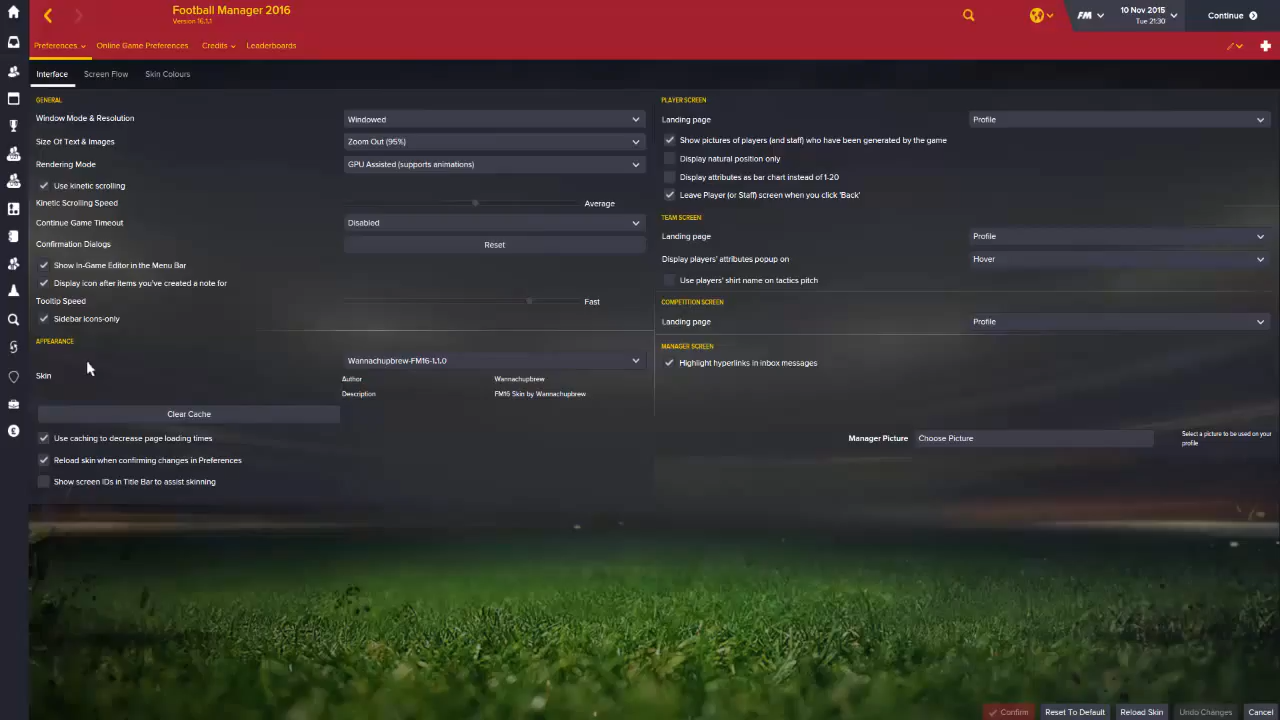 Football Manager 2016
Version 16.1.1
FM
10 Nov 2015
Tue 21:30
Continue
Preferences
Online Game Preferences
Credits
Leaderboards
Interface
Screen Flow
Skin Colours
GENERAL
Window Mode & Resolution
Windowed
Size Of Text & Images
Zoom Out (95%)
Rendering Mode
GPU Assisted (supports animations)
Use kinetic scrolling
Kinetic Scrolling Speed
Average
Continue Game Timeout
Disabled
Confirmation Dialogs
Reset
Show In-Game Editor in the Menu Bar
Display icon after items you've created a note for
Tooltip Speed
Fast
Sidebar icons-only
APPEARANCE
Wannachupbrew-FM16-1.1.0
Skin
Author
Wannachupbrew
Description
FM16 Skin by Wannachupbrew
Clear Cache
Use caching to decrease page loading times
Reload skin when confirming changes in Preferences
Show screen IDs in Title Bar to assist skinning
PLAYER SCREEN
Landing page
Profile
Show pictures of players (and staff) who have been generated by the game
Display natural position only
Display attributes as bar chart instead of 1-20
Leave Player (or Staff) screen when you click 'Back'
TEAM SCREEN
Landing page
Profile
Display players' attributes popup on
Hover
Use players' shirt name on tactics pitch
COMPETITION SCREEN
Landing page
Profile
MANAGER SCREEN
Highlight hyperlinks in inbox messages
Manager Picture
Choose Picture
Select a picture to be used on your
profile
Confirm
Reset To Default
Reload Skin
Undo Changes
Cancel